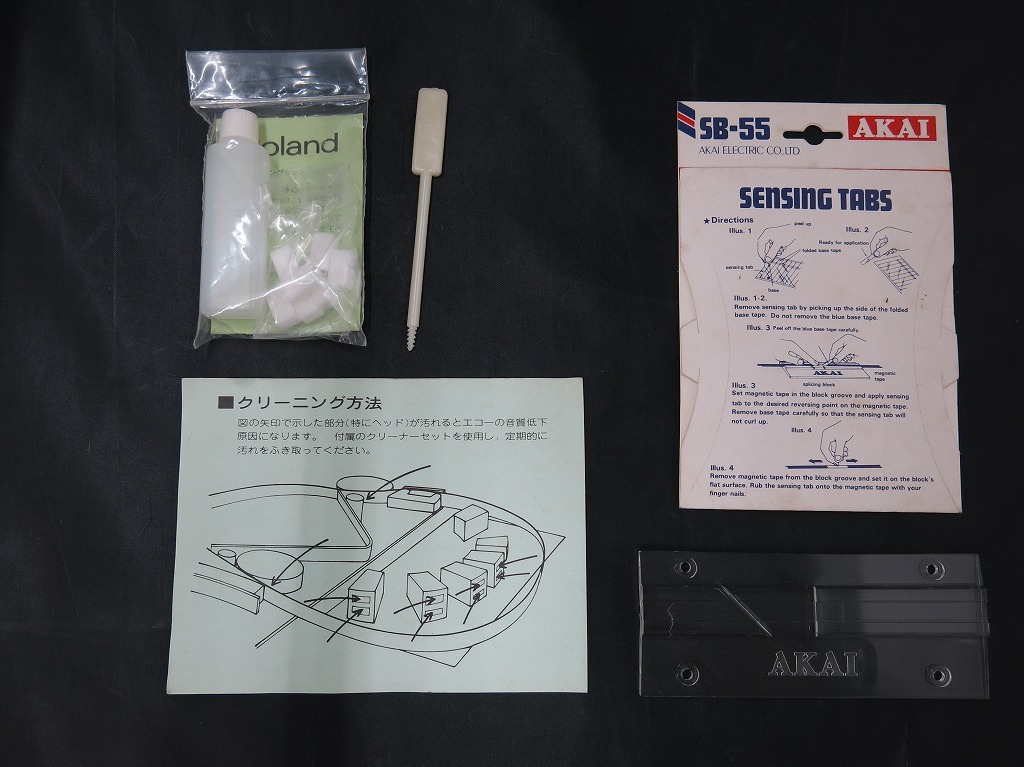 oland
SB-55
AKAI
AKAI ELECTRIC CO., LTD.
SENSING TABS
★Directions
Illus. 1
peel up
folded base tape
sensing tab
base
Illus. 2
Ready for application
Illus. 1-2.
Remove sensing tab by picking up the side of the folded
base tape. Do not remove the blue base tape.
Illus. 3 Peel off the blue base tape carefully.
AKAI
magnetic
tape
splicing block
Illus. 3
Set magnetic tape in the block groove and apply sensing
tab to the desired reversing point on the magnetic tape.
Remove base tape carefully so that the sensing tab will
not curl up.
Illus. 4
Illus. 4
Remove magnetic tape from the block groove and set it on the block's
flat surface. Rub the sensing tab onto the magnetic tape with your
finger nails.
■クリーニング方法
図の矢印で示した部分(特にヘッド)が汚れるとエコーの音質低下
原因になります。 付属のクリーナーセットを使用し、定期的に
汚れをふき取ってください。
AKAI